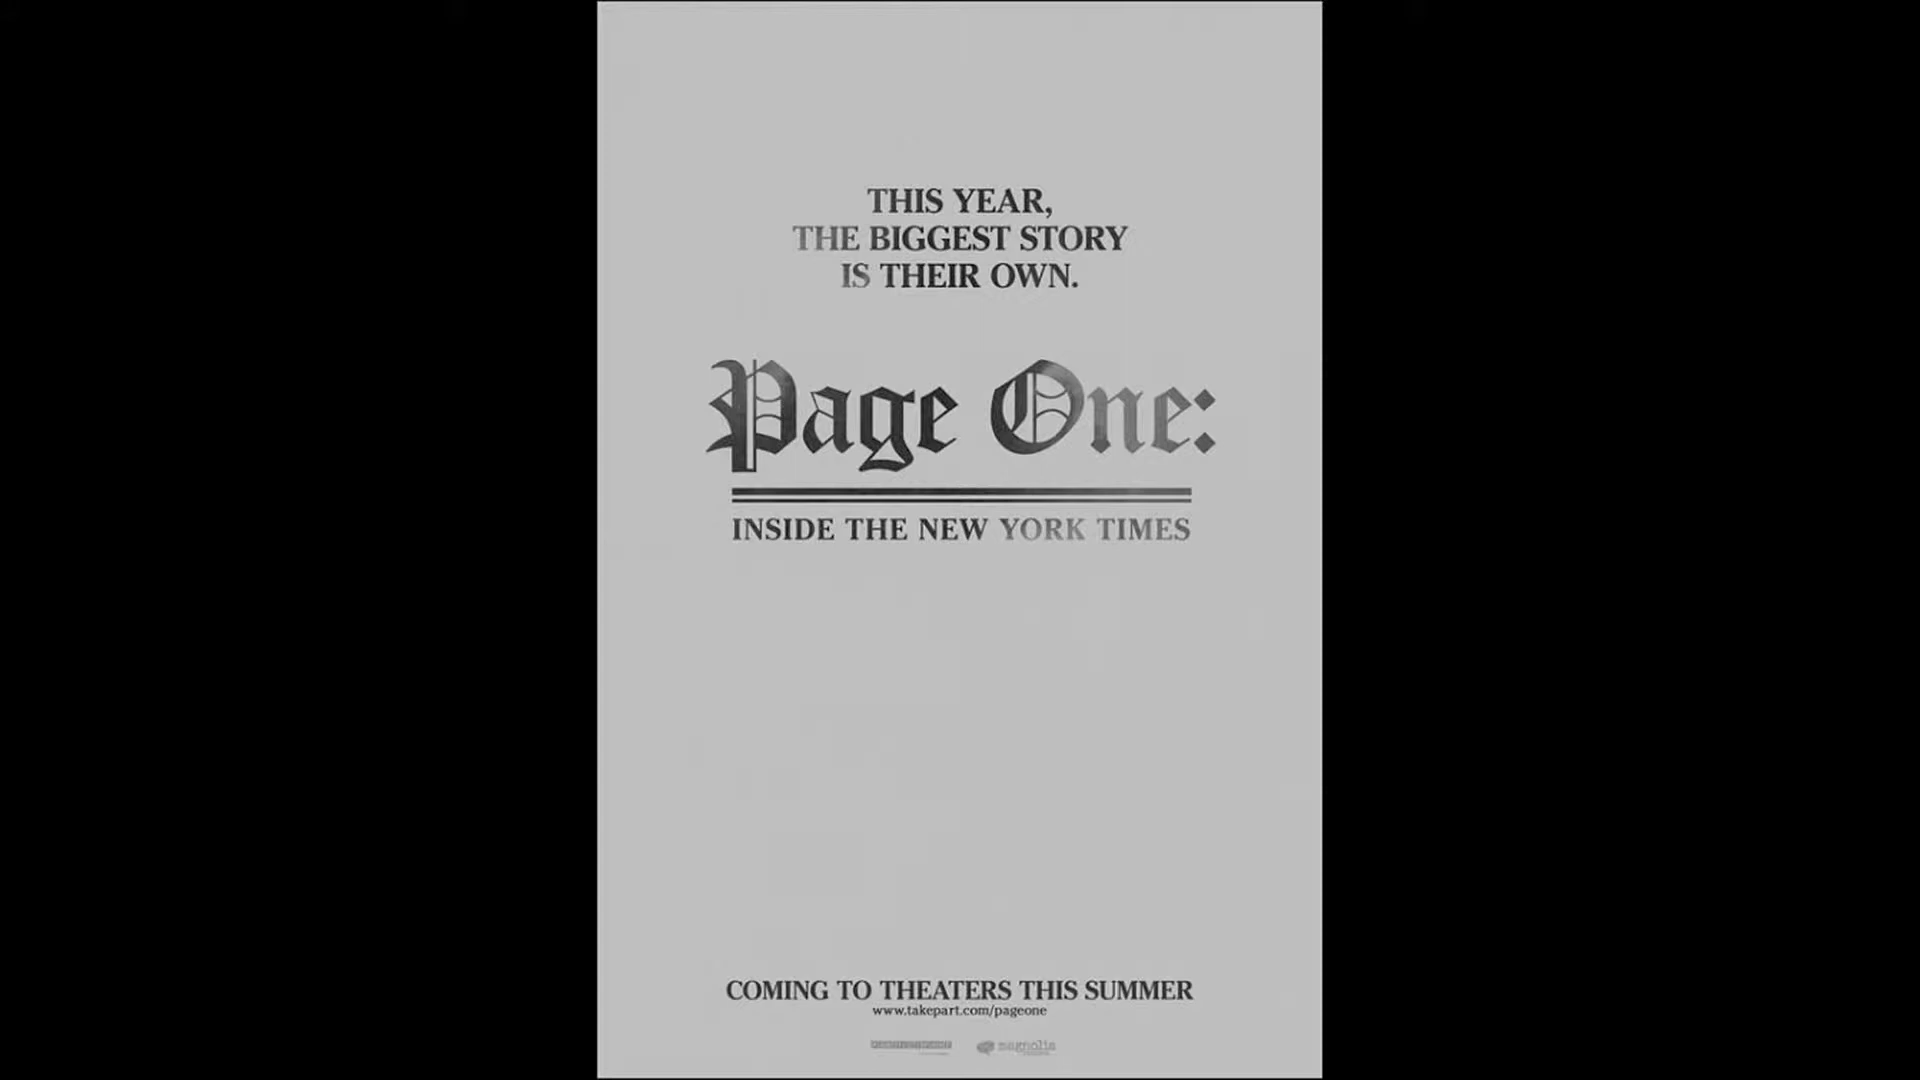 THIS YEAR,
THE BIGGEST STORY
IS THEIR OWN.
Page One:
INSIDE THE NEW YORK TIMES
COMING TO THEATERS THIS SUMMER
www.takepart.com/pageone
magnolia